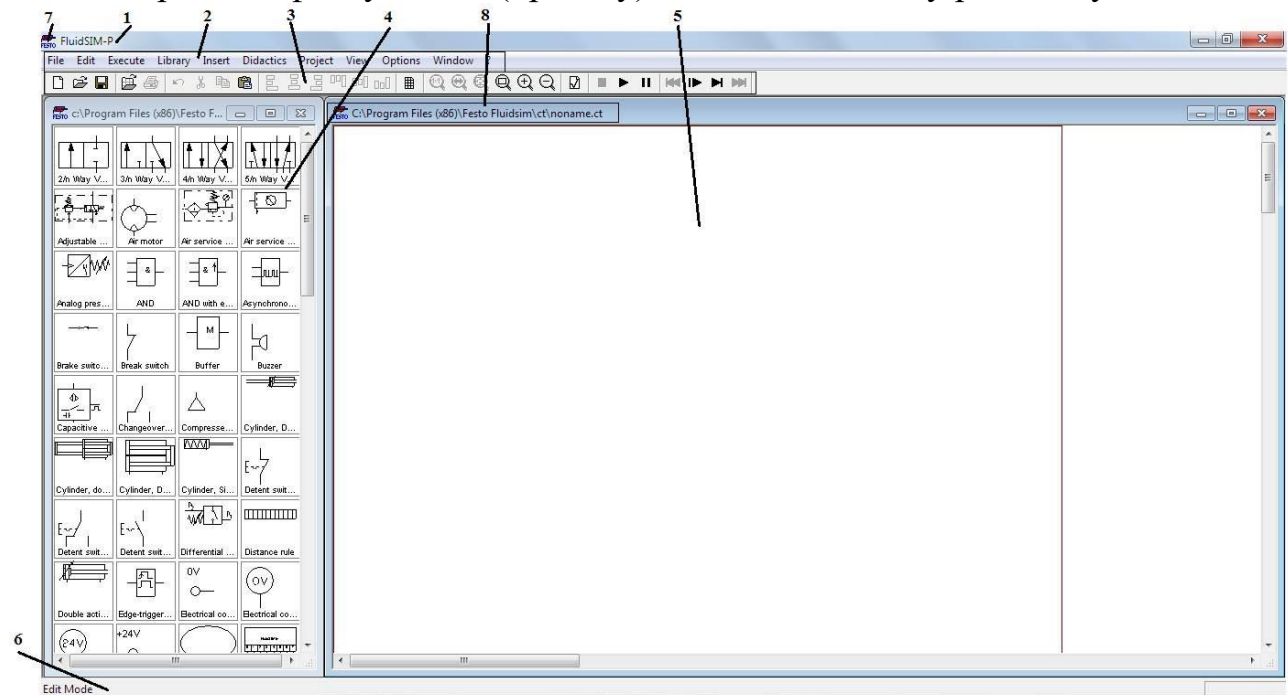 7 1 2 3 4 8 5
FluidSIM-P
File Edit Execute Library Insert Didactics Project View Options Window ?
c:\Program Files (x86)\Festo F...
C:\Program Files (x86)\Festo Fluidsim\ct\noname.ct
2/n Way V... 3/n Way V... 4/n Way V... 5/n Way V...
Adjustable ... Air motor Air service ... Air service ...
Analog pres... AND AND with e... Asynchrono...
Brake switc... Break switch Buffer Buzzer
Capacitive ... Changeover... Compresse... Cylinder, D...
Cylinder, do... Cylinder, D... Cylinder, Si... Detent swit...
Detent swit... Detent swit... Differential ... Distance rule
0V 0V
Double acti... Edge-trigger... Electrical co... Electrical co...
24V +24V
6
Edit Mode